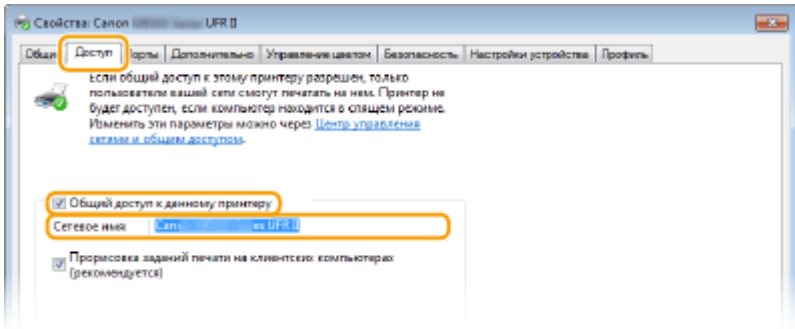 Свойства: Canon UFR II
Общие Доступ Порты Дополнительно Управление цветом Безопасность Настройки устройства Профиль
Если общий доступ к этому принтеру разрешен, только
пользователи вашей сети смогут печатать на нем. Принтер не
будет доступен, если компьютер находится в спящем режиме.
Изменить эти параметры можно через Центр управления
сетями и общим доступом.
Общий доступ к данному принтеру
Сетевое имя: UFR II
Прорисовка заданий печати на клиентских компьютерах
(рекомендуется)